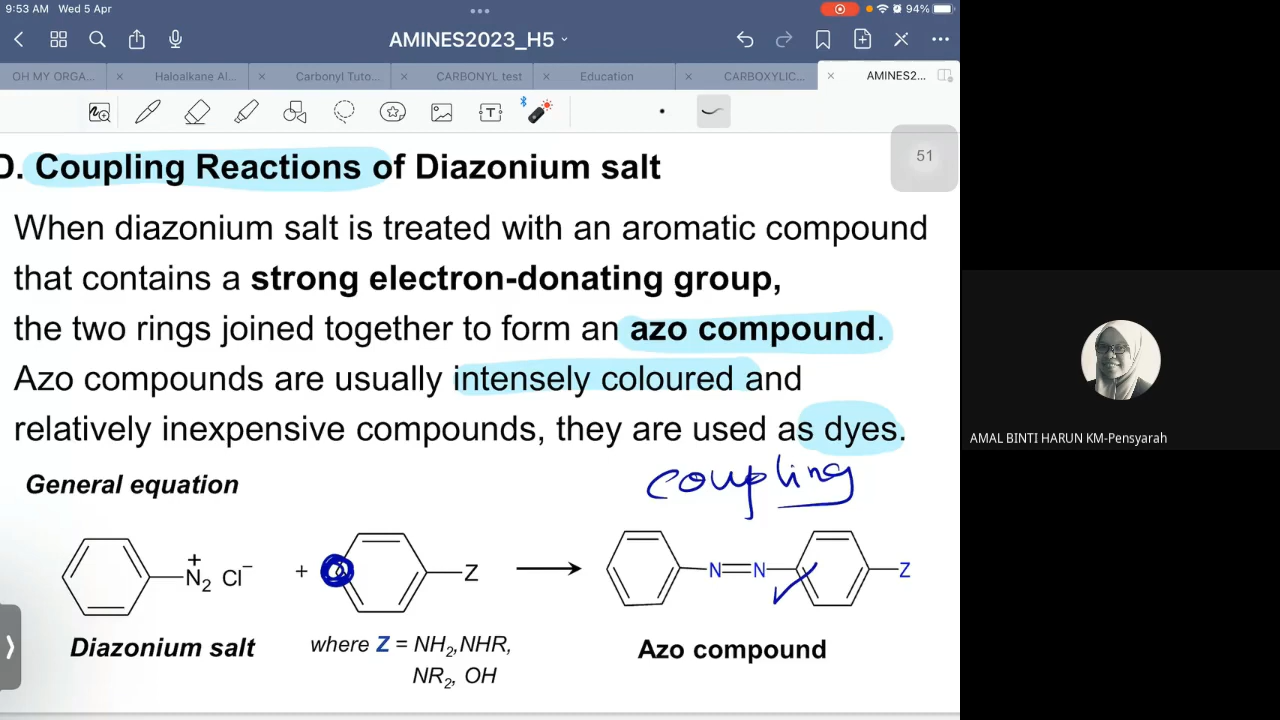 9:53 AM Wed 5 Apr
94%
AMINES2023_H5
OH MY ORGA...
Haloalkane Al...
Carbonyl Tuto...
CARBONYL test
Education
CARBOXYLIC...
AMINES2...
51
D. Coupling Reactions of Diazonium salt
When diazonium salt is treated with an aromatic compound
that contains a strong electron-donating group,
the two rings joined together to form an azo compound.
Azo compounds are usually intensely coloured and
relatively inexpensive compounds, they are used as dyes.
coupling
General equation
N₂⁺ Cl⁻ + Z → N=N Z
Diazonium salt
where Z = NH₂,NHR,
NR₂, OH
Azo compound
AMAL BINTI HARUN KM-Pensyarah